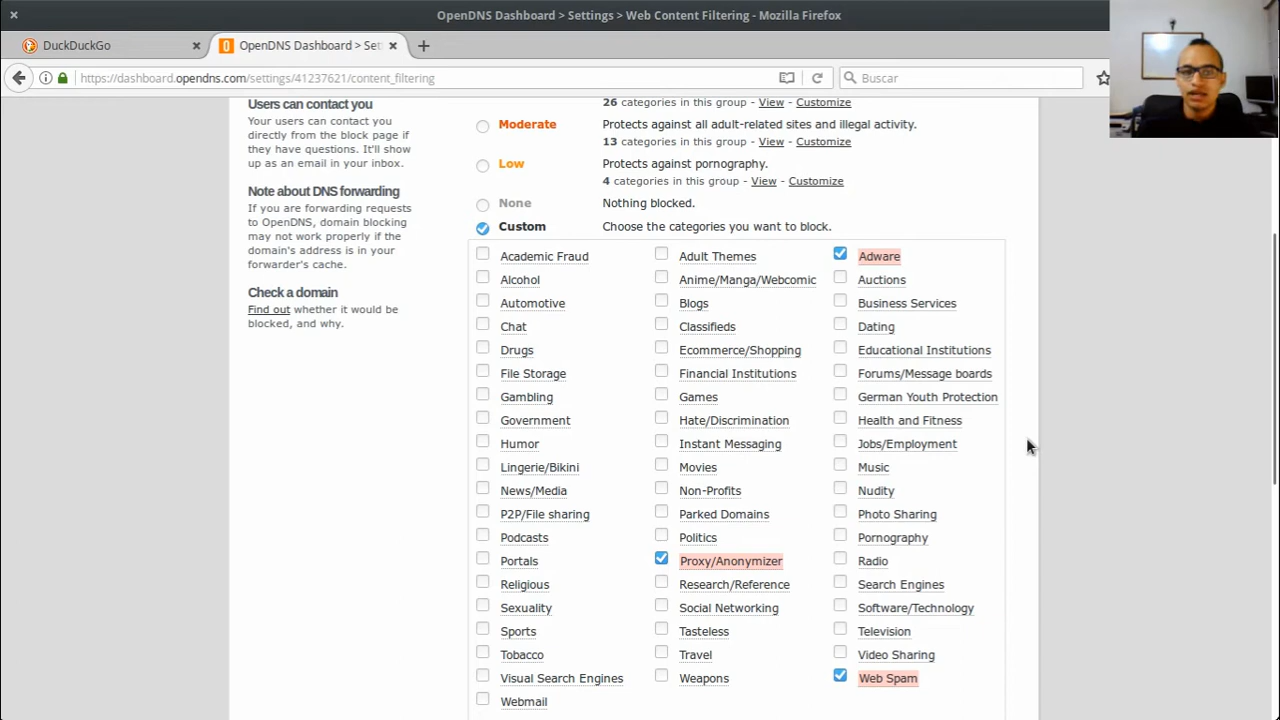 OpenDNS Dashboard > Settings > Web Content Filtering - Mozilla Firefox
DuckDuckGo
OpenDNS Dashboard > Set
https://dashboard.opendns.com/settings/41237621/content_filtering
Buscar
Users can contact you
Your users can contact you
directly from the block page if
they have questions. It'll show
up as an email in your inbox.
Note about DNS forwarding
If you are forwarding requests
to OpenDNS, domain blocking
may not work properly if the
domain's address is in your
forwarder's cache.
Check a domain
Find out whether it would be
blocked, and why.
26 categories in this group - View - Customize
Moderate Protects against all adult-related sites and illegal activity.
13 categories in this group - View - Customize
Low Protects against pornography.
4 categories in this group - View - Customize
None Nothing blocked.
Custom Choose the categories you want to block.
Academic Fraud Adult Themes Adware
Alcohol Anime/Manga/Webcomic Auctions
Automotive Blogs Business Services
Chat Classifieds Dating
Drugs Ecommerce/Shopping Educational Institutions
File Storage Financial Institutions Forums/Message boards
Gambling Games German Youth Protection
Government Hate/Discrimination Health and Fitness
Humor Instant Messaging Jobs/Employment
Lingerie/Bikini Movies Music
News/Media Non-Profits Nudity
P2P/File sharing Parked Domains Photo Sharing
Podcasts Politics Pornography
Portals Proxy/Anonymizer Radio
Religious Research/Reference Search Engines
Sexuality Social Networking Software/Technology
Sports Tasteless Television
Tobacco Travel Video Sharing
Visual Search Engines Weapons Web Spam
Webmail